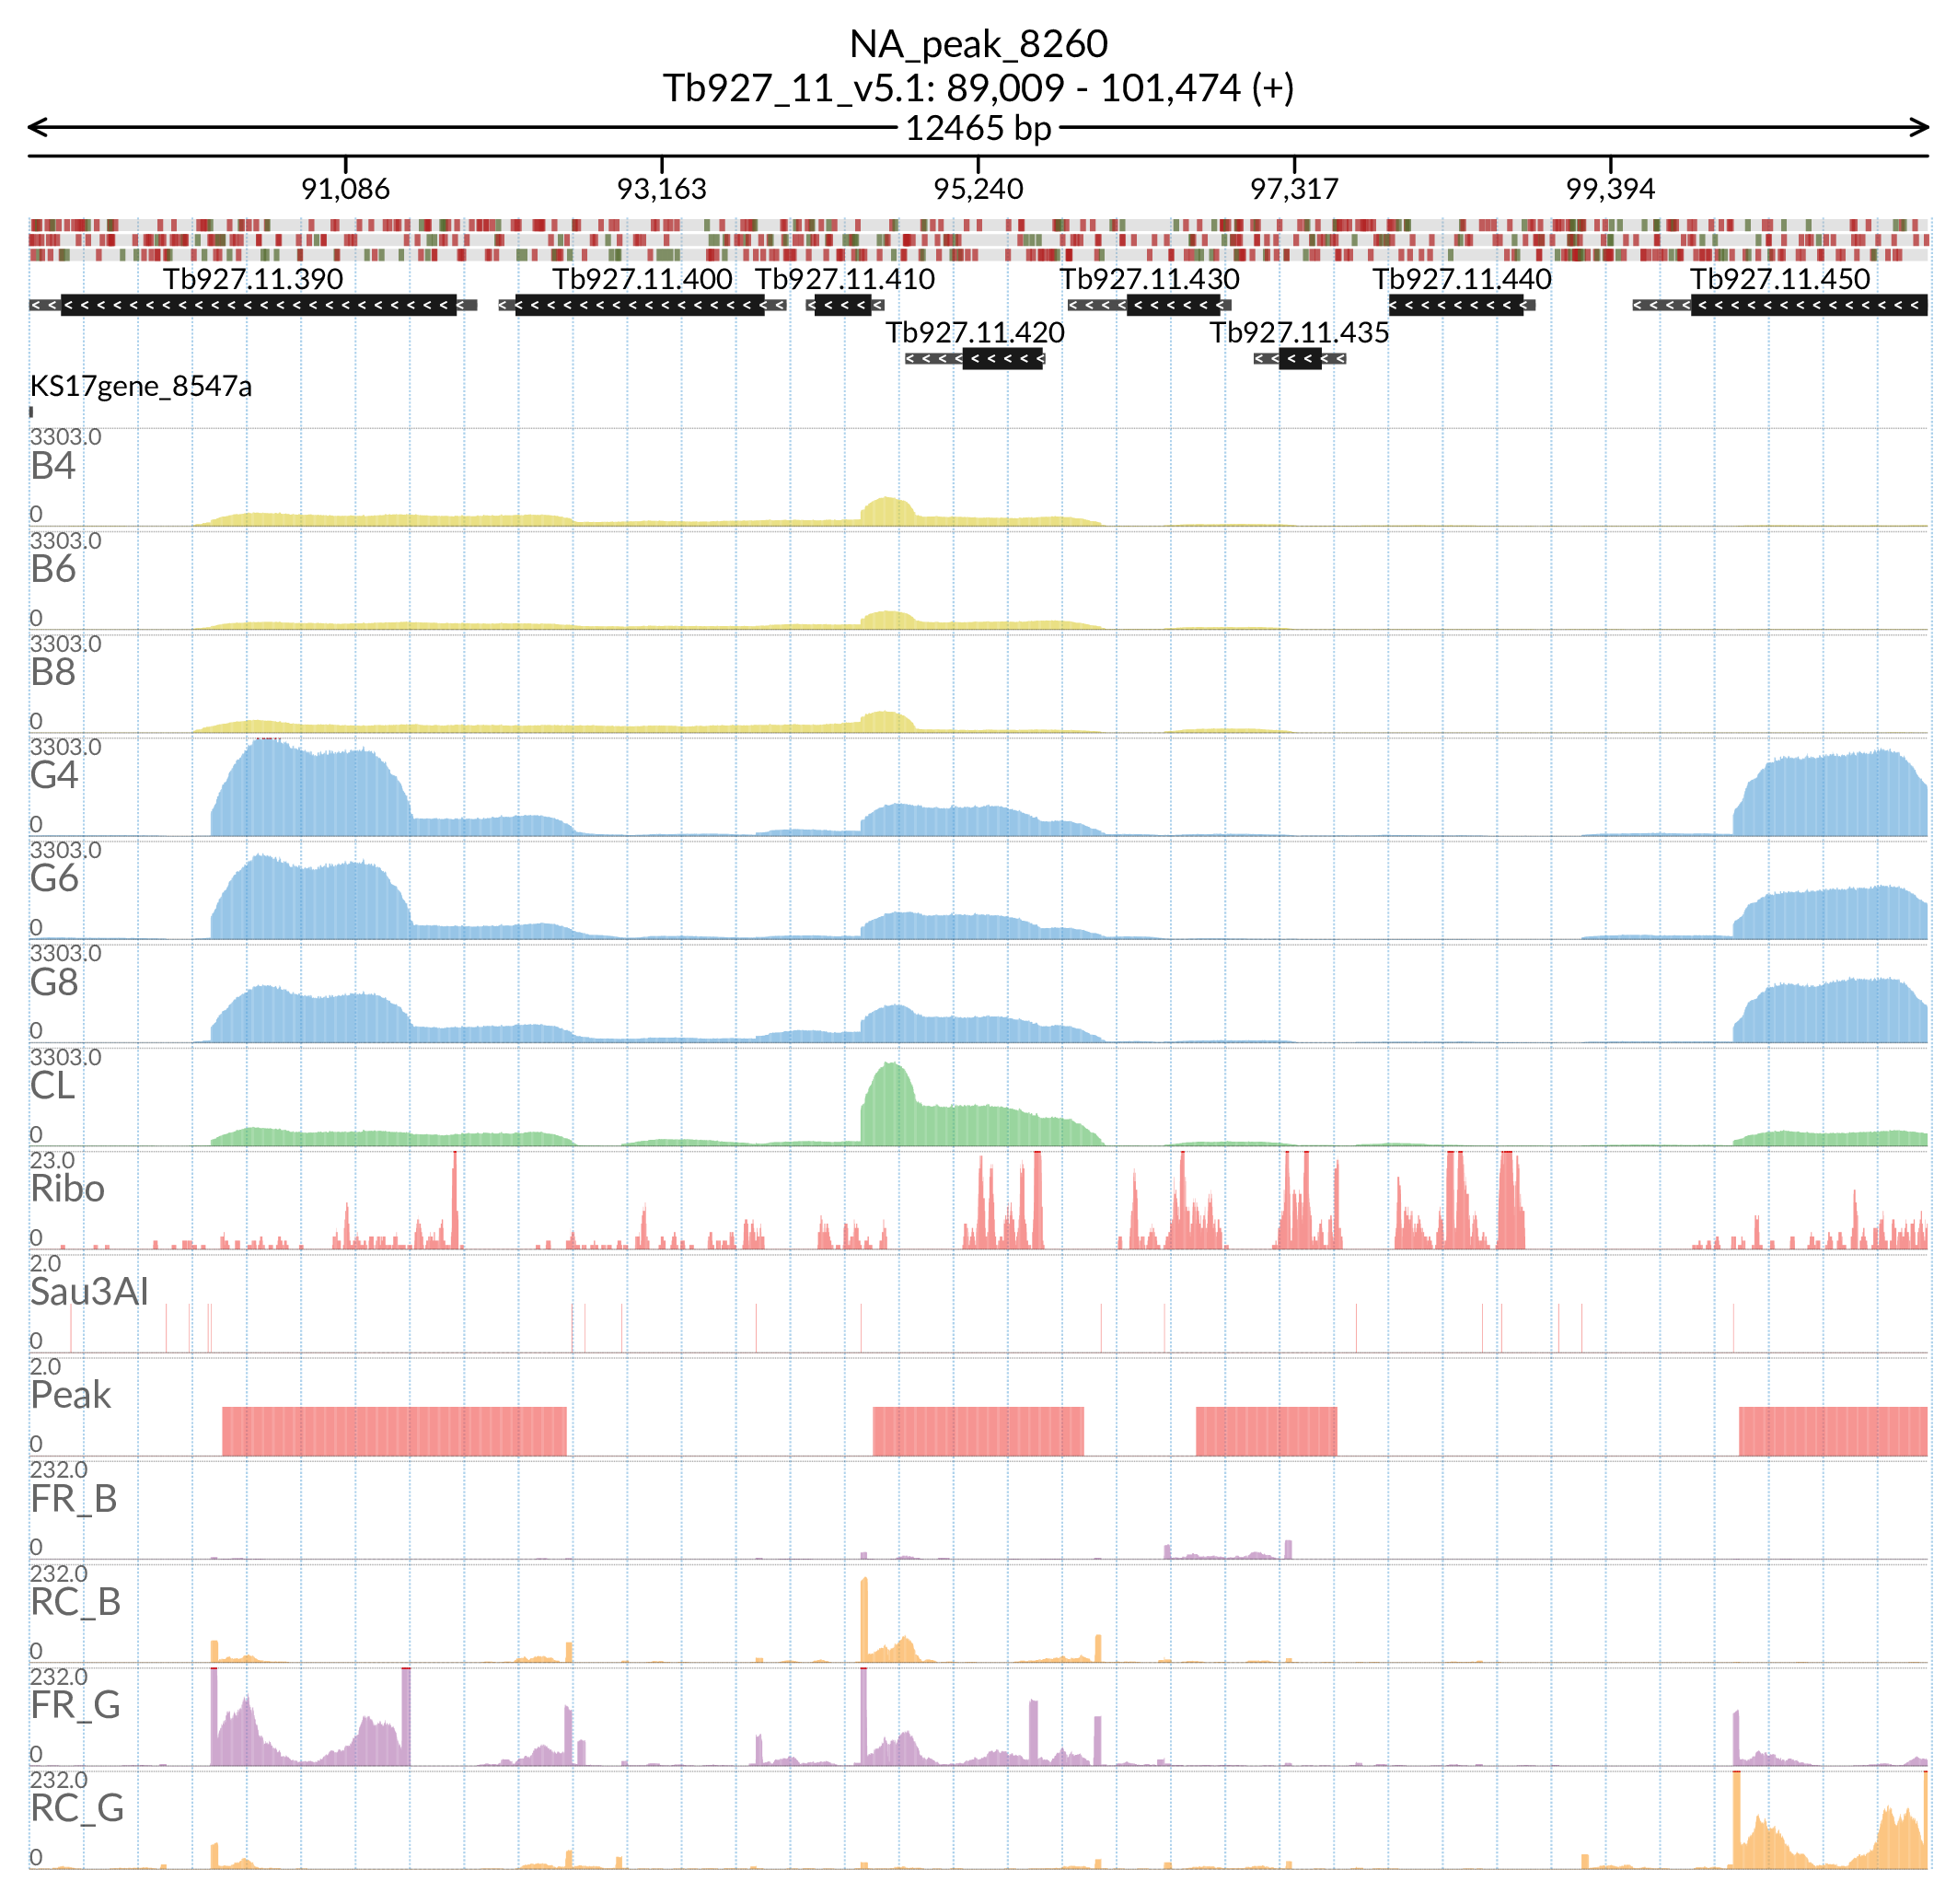 NA_peak_8260
Tb927_11_v5.1: 89,009 - 101,474 (+)
12465 bp
91,086 93,163 95,240 97,317 99,394
Tb927.11.390 Tb927.11.400 Tb927.11.410 Tb927.11.430 Tb927.11.440 Tb927.11.450
Tb927.11.420 Tb927.11.435
KS17gene_8547a
3303.0
B4
0
3303.0
B6
0
3303.0
B8
0
3303.0
G4
0
3303.0
G6
0
3303.0
G8
0
3303.0
CL
0
23.0
Ribo
0
2.0
Sau3AI
0
2.0
Peak
0
232.0
FR_B
0
232.0
RC_B
0
232.0
FR_G
0
232.0
RC_G
0